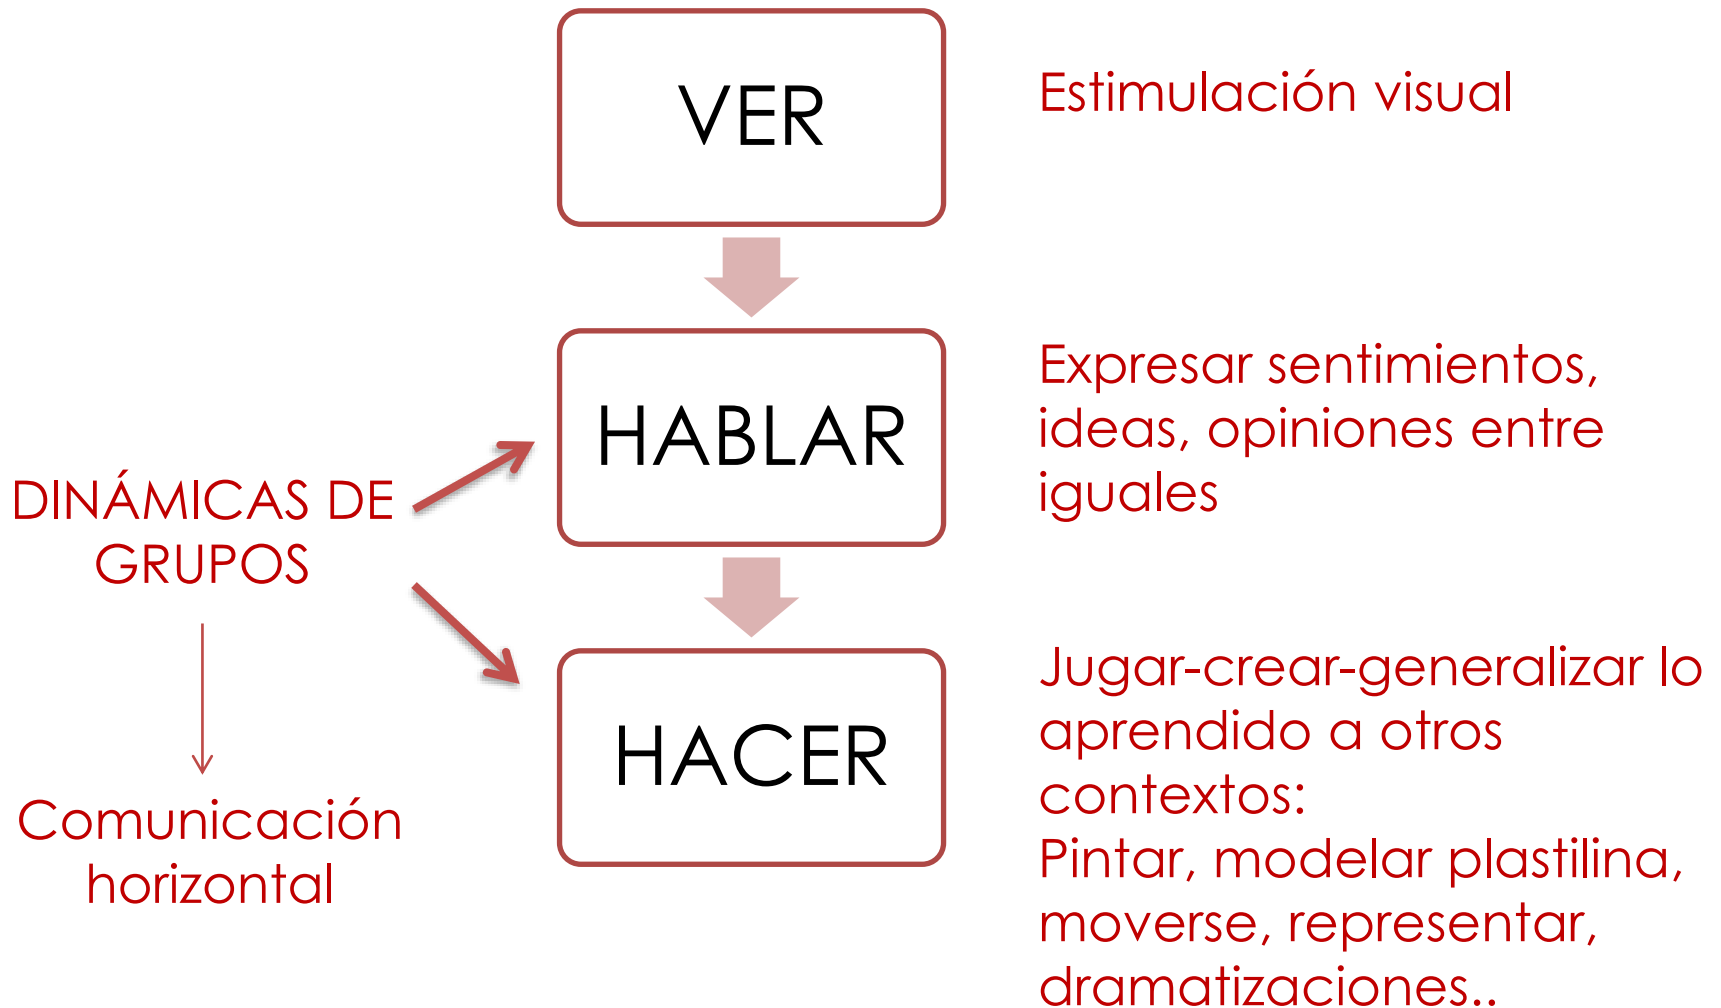 VER
Estimulación visual
HABLAR
Expresar sentimientos,
ideas, opiniones entre
iguales
DINÁMICAS DE
GRUPOS
Comunicación
horizontal
HACER
Jugar-crear-generalizar lo
aprendido a otros
contextos:
Pintar, modelar plastilina,
moverse, representar,
dramatizaciones..